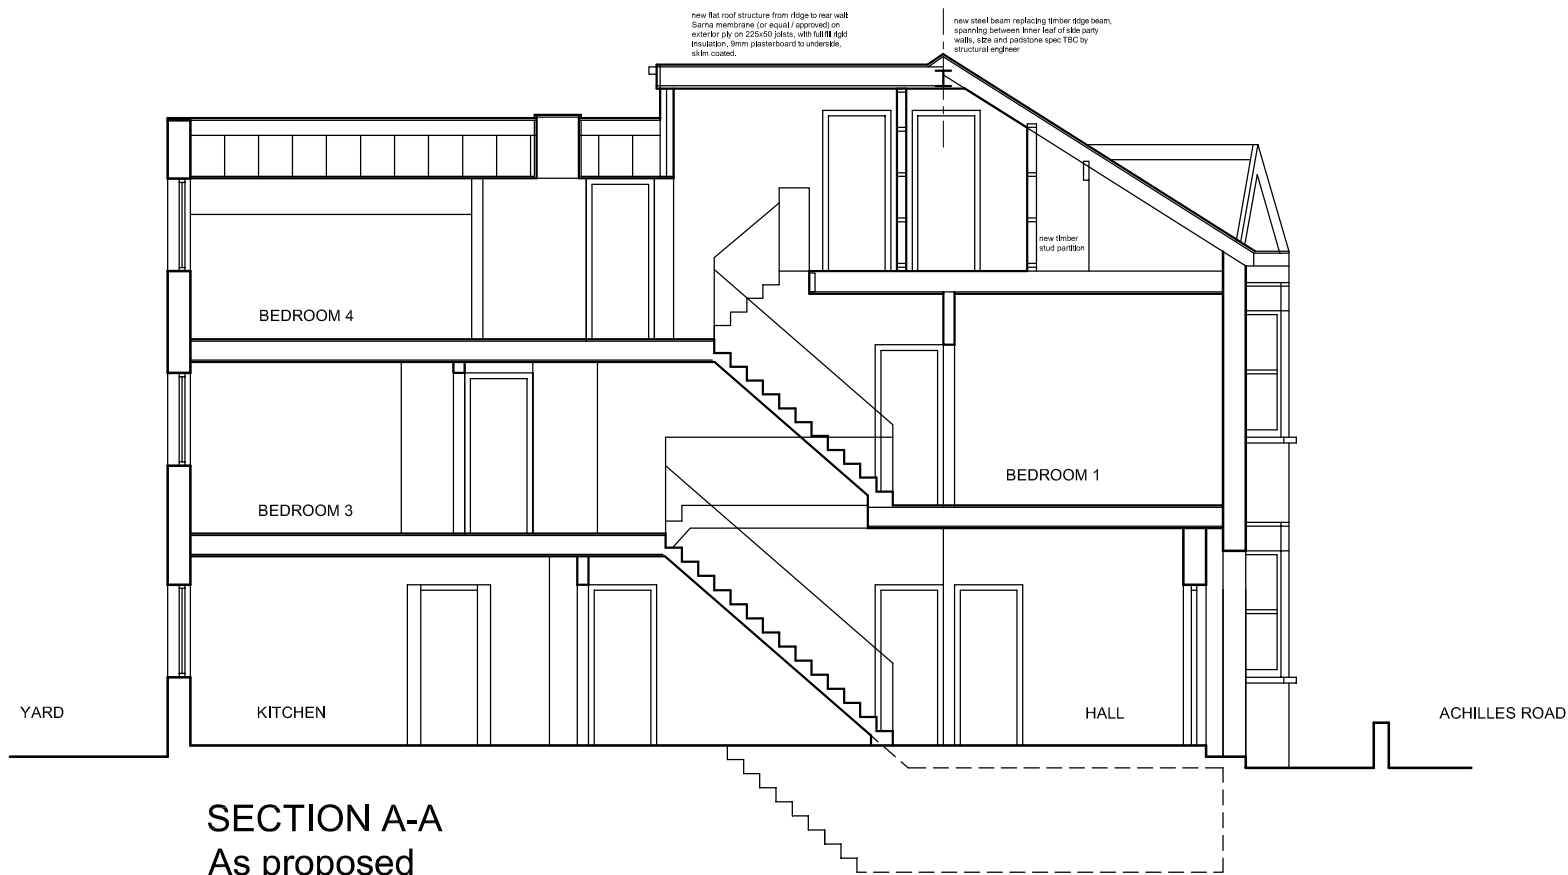 new flat roof structure from ridge to rear wall:
Sarna membrane (or equal / approved) on
exterior ply on 225x50 joists, with full fill rigid
insulation, 9mm plasterboard to underside,
skim coated.
new steel beam replacing timber ridge beam,
spanning between inner leaf of side party
walls, size and padstone spec TBC by
structural engineer
new timber
stud partition
BEDROOM 4
BEDROOM 1
BEDROOM 3
YARD
KITCHEN
HALL
ACHILLES ROAD
SECTION A-A
As proposed